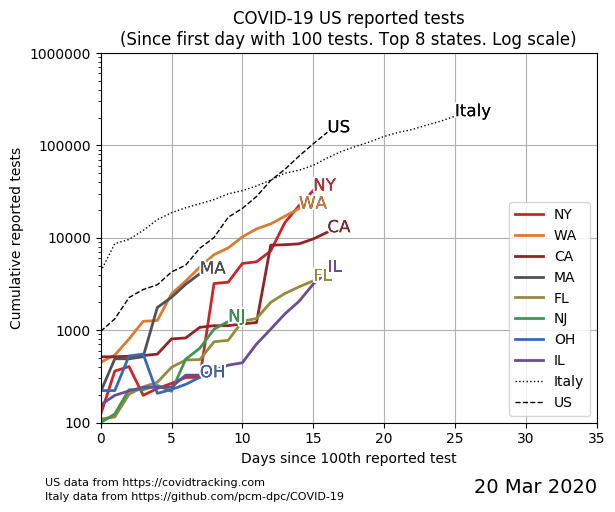 COVID-19 US reported tests
(Since first day with 100 tests. Top 8 states. Log scale)
Cumulative reported tests
1000000
100000
10000
1000
100
Italy
US
NY
WA
CA
MA
IL
FL
NJ
OH
NY
WA
CA
MA
FL
NJ
OH
IL
Italy
US
0 5 10 15 20 25 30 35
Days since 100th reported test
US data from https://covidtracking.com
Italy data from https://github.com/pcm-dpc/COVID-19
20 Mar 2020